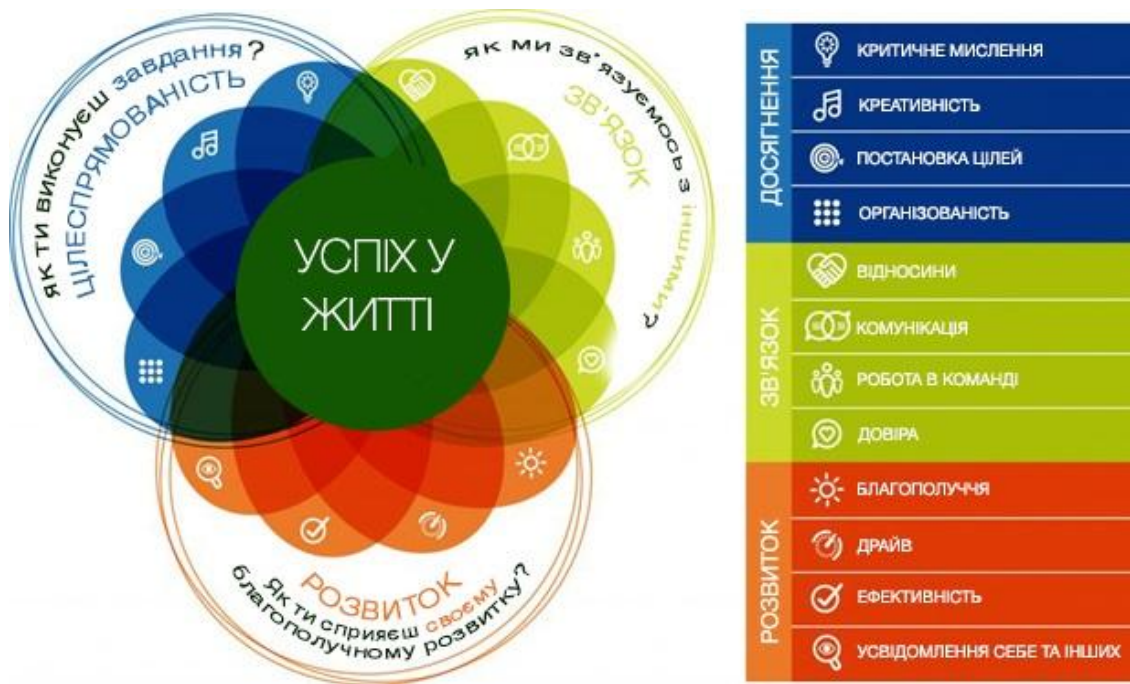 Як ти виконуєш завдання?
ЦІЛЕСПРЯМОВАНІСТЬ
як ми зв'язуємось з іншими?
ЗВ'ЯЗОК
УСПІХ У
ЖИТТІ
РОЗВИТОК
Як ти сприяєш своєму
благополучному розвитку?
ДОСЯГНЕННЯ
КРИТИЧНЕ МИСЛЕННЯ
КРЕАТИВНІСТЬ
ПОСТАНОВКА ЦІЛЕЙ
ОРГАНІЗОВАНІСТЬ
ЗВ'ЯЗОК
ВІДНОСИНИ
КОМУНІКАЦІЯ
РОБОТА В КОМАНДІ
ДОВІРА
РОЗВИТОК
БЛАГОПОЛУЧЧЯ
ДРАЙВ
ЕФЕКТИВНІСТЬ
УСВІДОМЛЕННЯ СЕБЕ ТА ІНШИХ